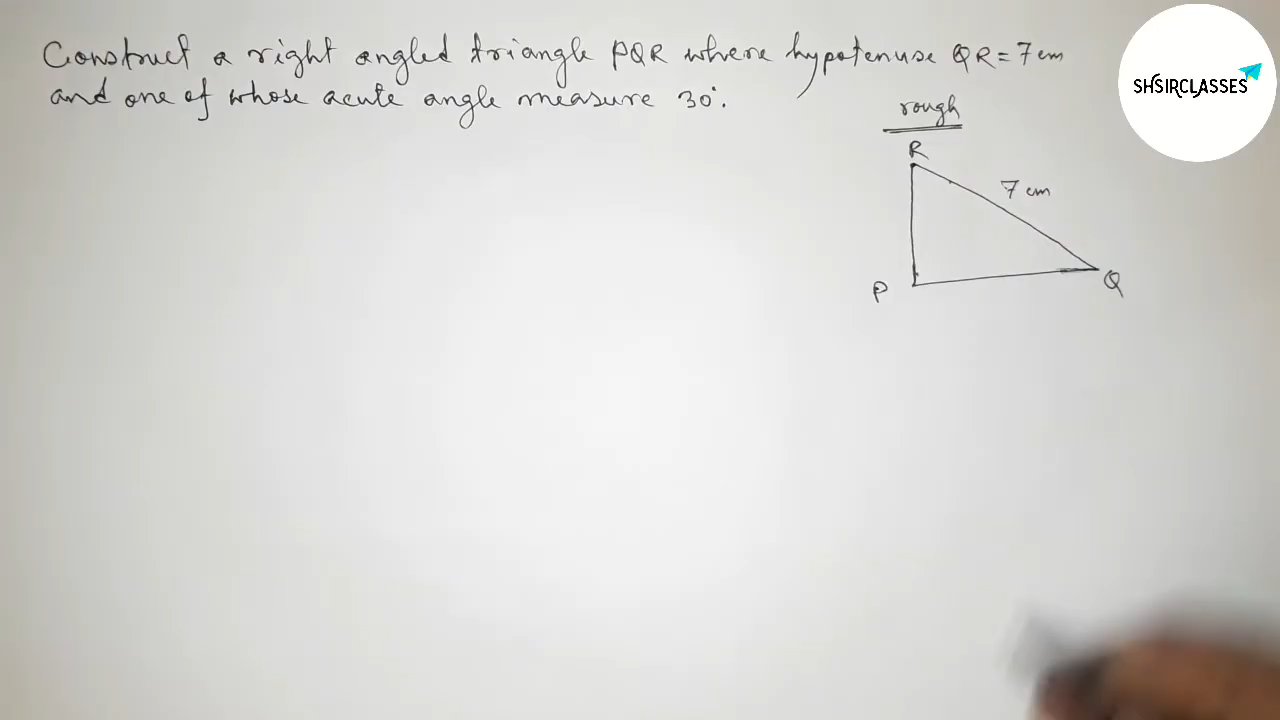 Construct a right angled triangle PQR where hypotenuse QR = 7 cm
and one of whose acute angle measure 30°.
SHSIRCLASSES
rough
R
7 cm
P
Q